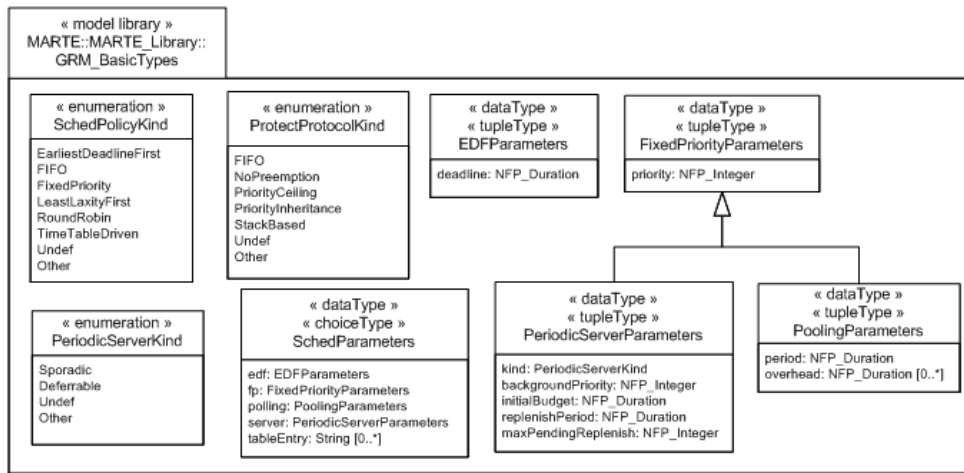 « model library »
MARTE::MARTE_Library::
GRM_BasicTypes
« enumeration »
SchedPolicyKind
EarliestDeadlineFirst
FIFO
FixedPriority
LeastLaxityFirst
RoundRobin
TimeTableDriven
Undef
Other
« enumeration »
ProtectProtocolKind
FIFO
NoPreemption
PriorityCeiling
PriorityInheritance
StackBased
Undef
Other
« dataType »
« tupleType »
EDFParameters
deadline: NFP_Duration
« dataType »
« tupleType »
FixedPriorityParameters
priority: NFP_Integer
« enumeration »
PeriodicServerKind
Sporadic
Deferrable
Undef
Other
« dataType »
« choiceType »
SchedParameters
edf: EDFParameters
fp: FixedPriorityParameters
polling: PoolingParameters
server: PeriodicServerParameters
tableEntry: String [0..*]
« dataType »
« tupleType »
PeriodicServerParameters
kind: PeriodicServerKind
backgroundPriority: NFP_Integer
initialBudget: NFP_Duration
replenishPeriod: NFP_Duration
maxPendingReplenish: NFP_Integer
« dataType »
« tupleType »
PoolingParameters
period: NFP_Duration
overhead: NFP_Duration [0..*]